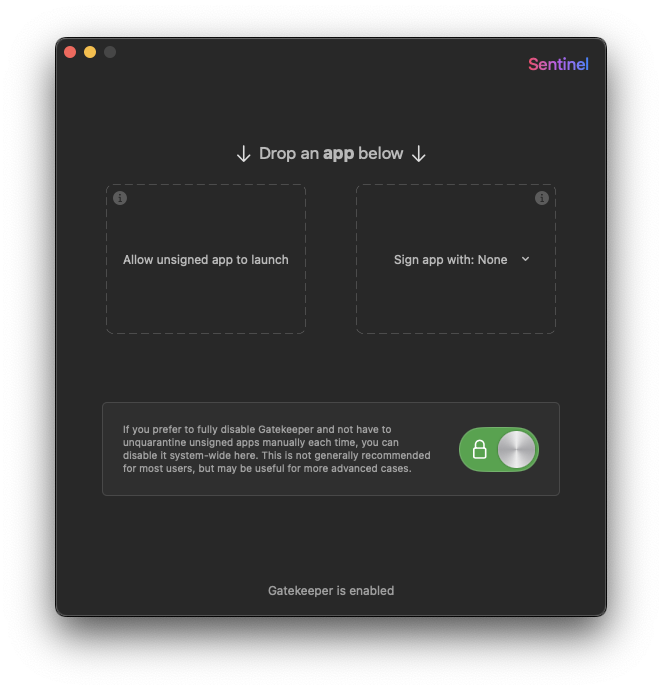 Sentinel
↓ Drop an app below ↓
Allow unsigned app to launch
Sign app with: None
If you prefer to fully disable Gatekeeper and not have to
unquarantine unsigned apps manually each time, you can
disable it system-wide here. This is not generally recommended
for most users, but may be useful for more advanced cases.
Gatekeeper is enabled